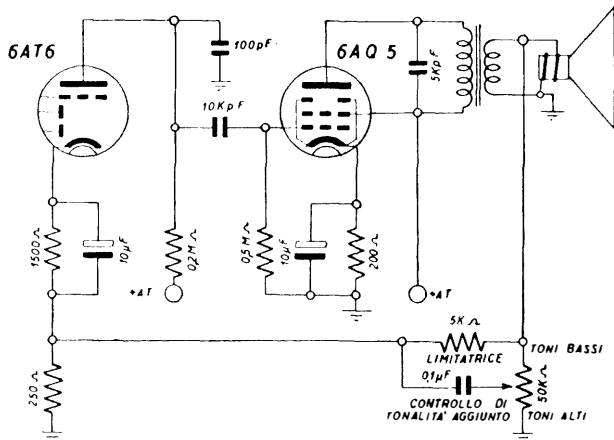 6AT6
100pF
6AQ5
5KpF
10KpF
1500Ω
10µF
0,2MΩ
0,5MΩ
10µF
200Ω
+AT
+AT
5KΩ
LIMITATRICE
TONI BASSI
0,1µF
50KΩ
250Ω
CONTROLLO DI
TONALITA' AGGIUNTO
TONI ALTI